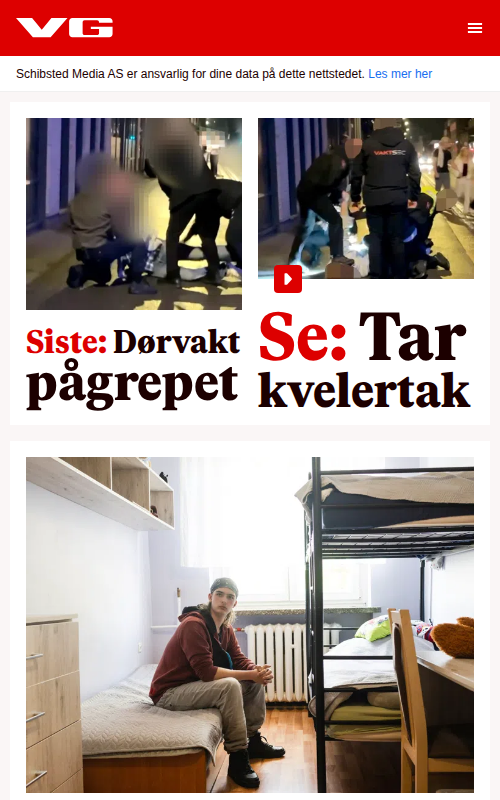 VG
Schibsted Media AS er ansvarlig for dine data på dette nettstedet. Les mer her
VAKTSERVICE
Siste: Dørvakt
pågrepet
Se: Tar
kvelertak